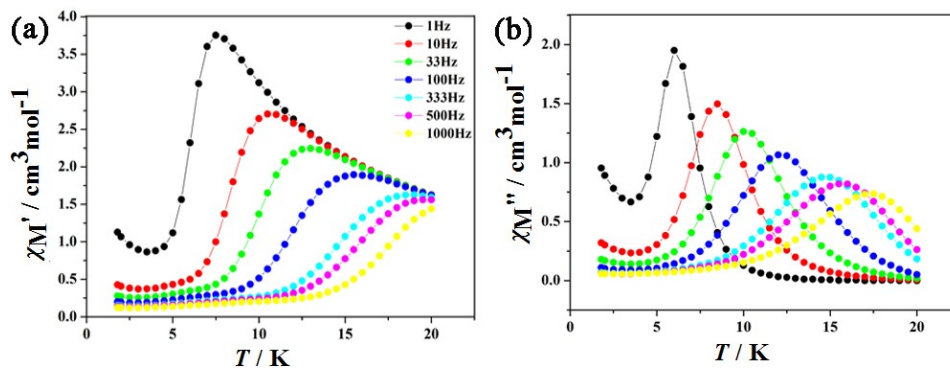 (a)
χM' / cm3mol-1
4.0
3.5
3.0
2.5
2.0
1.5
1.0
0.5
0.0
0 5 10 15 20
T / K
1Hz
10Hz
33Hz
100Hz
333Hz
500Hz
1000Hz
(b)
χM'' / cm3mol-1
2.0
1.5
1.0
0.5
0.0
0 5 10 15 20
T / K